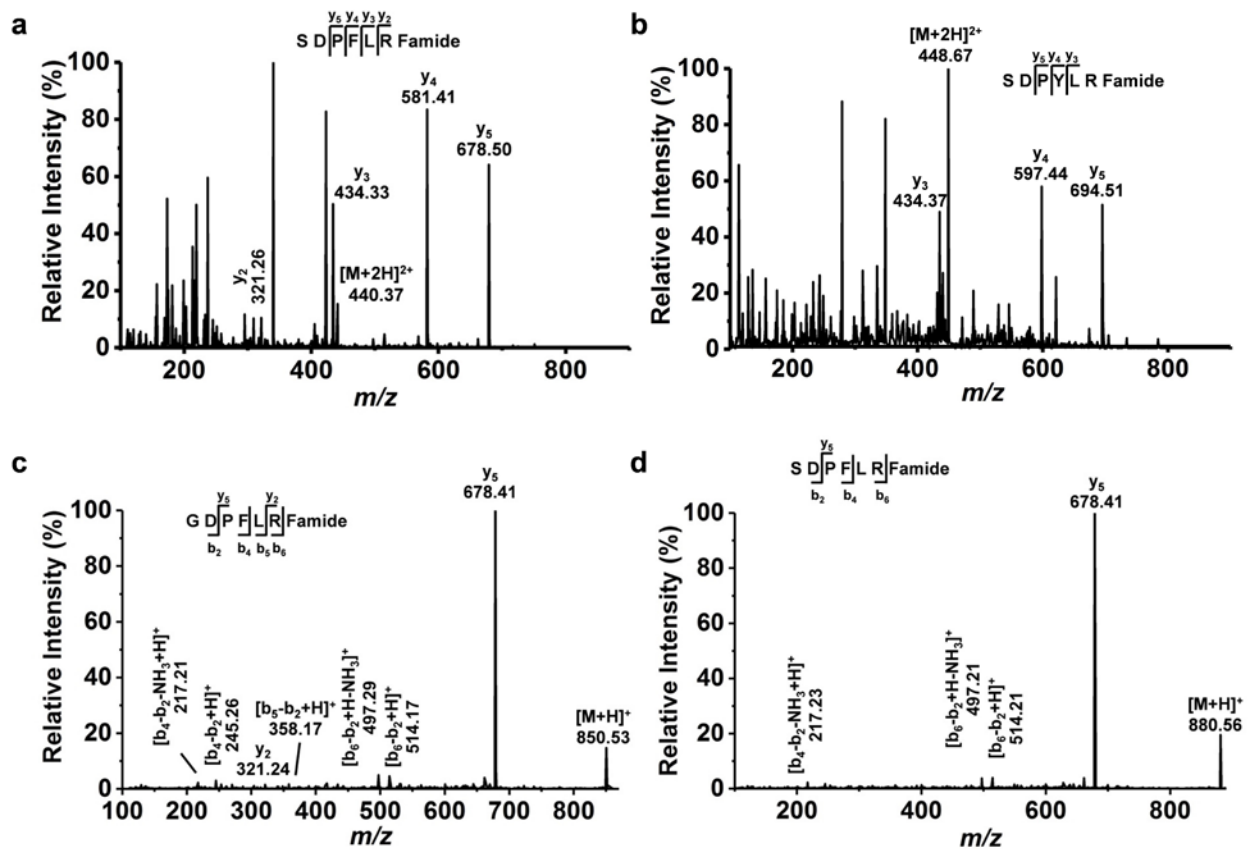 a
y5 y4 y3 y2
S D P F L R Famide
Relative Intensity (%)
100
80
60
40
20
0
y4
581.41
y5
678.50
y3
434.33
y2
321.26
[M+2H]2+
440.37
200 400 600 800
m/z
b
[M+2H]2+
448.67
y5 y4 y3
S D P Y L R Famide
Relative Intensity (%)
100
80
60
40
20
0
y3
434.37
y4
597.44
y5
694.51
200 400 600 800
m/z
c
y5 y2
G D P F L R Famide
b2 b4 b5 b6
Relative Intensity (%)
100
80
60
40
20
0
y5
678.41
[b4-b2-NH3+H]+
217.21
[b4-b2+H]+
245.26
y2
321.24
[b5-b2+H]+
358.17
[b6-b2+H-NH3]+
497.29
[b6-b2+H]+
514.17
[M+H]+
850.53
100 200 300 400 500 600 700 800
m/z
d
y5
S D P F L R Famide
b2 b4 b6
Relative Intensity (%)
100
80
60
40
20
0
y5
678.41
[b4-b2-NH3+H]+
217.23
[b6-b2+H-NH3]+
497.21
[b6-b2+H]+
514.21
[M+H]+
880.56
200 400 600 800
m/z